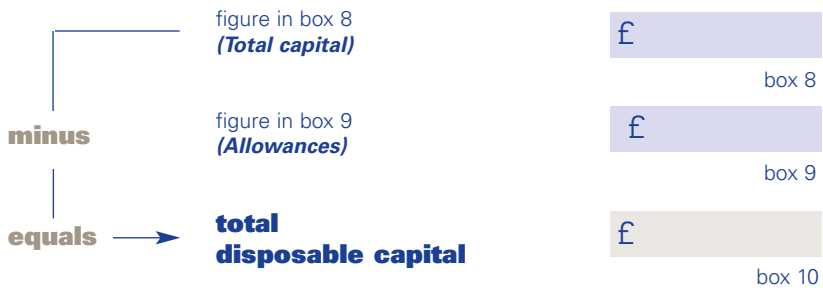 figure in box 8
(Total capital)
£
box 8
minus
figure in box 9
(Allowances)
£
box 9
equals
total
disposable capital
£
box 10